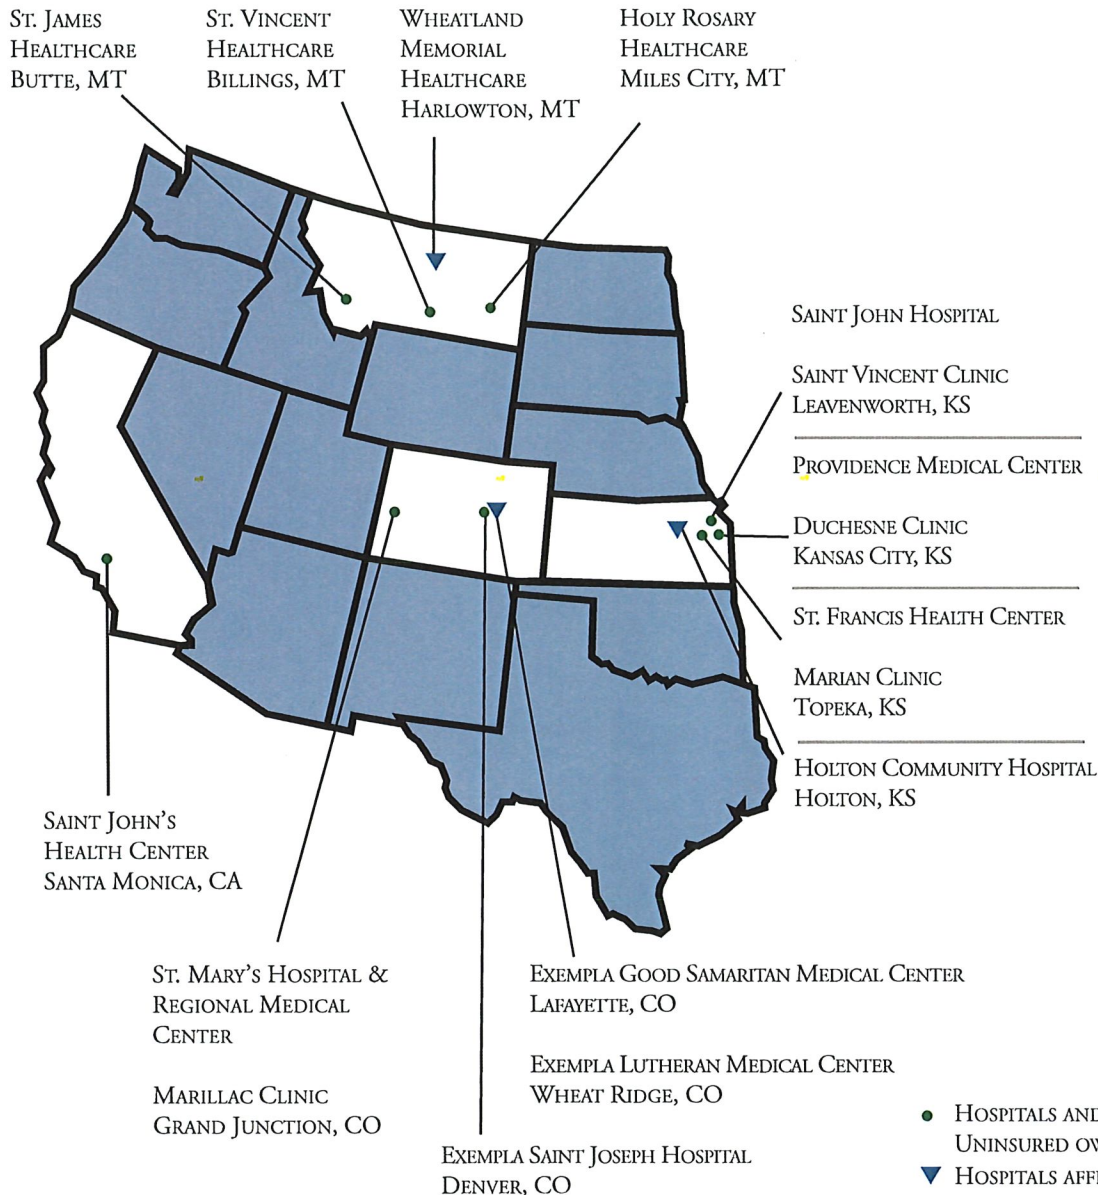 St. James
Healthcare
Butte, MT
St. Vincent
Healthcare
Billings, MT
Wheatland
Memorial
Healthcare
Harlowton, MT
Holy Rosary
Healthcare
Miles City, MT
Saint John Hospital
Saint Vincent Clinic
Leavenworth, KS
Providence Medical Center
Duchesne Clinic
Kansas City, KS
St. Francis Health Center
Marian Clinic
Topeka, KS
Holton Community Hospital
Holton, KS
Saint John's
Health Center
Santa Monica, CA
St. Mary's Hospital &
Regional Medical
Center
Marillac Clinic
Grand Junction, CO
Exempla Good Samaritan Medical Center
Lafayette, CO
Exempla Lutheran Medical Center
Wheat Ridge, CO
Exempla Saint Joseph Hospital
Denver, CO
Hospitals and
Uninsured
Hospitals